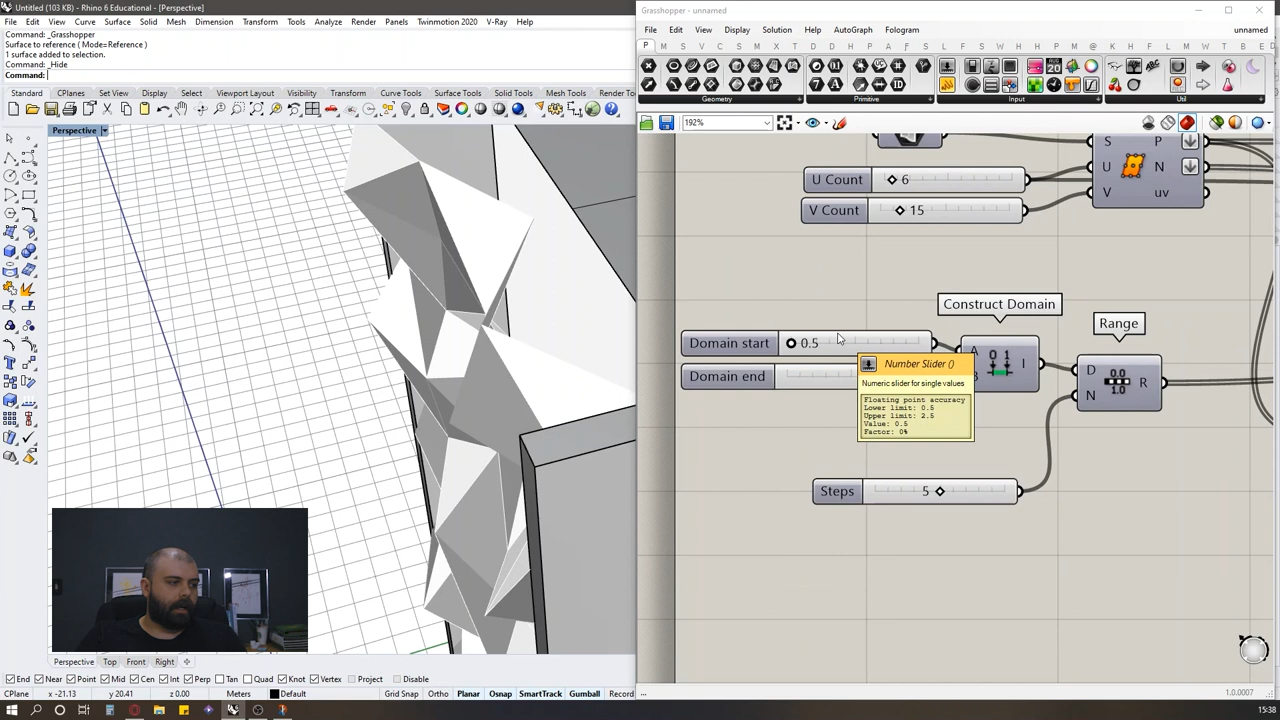 Untitled (103 KB) - Rhino 6 Educational - [Perspective]
File Edit View Curve Surface Solid Mesh Dimension Transform Tools Analyze Render Panels Twinmotion 2020 V-Ray Help
Command: _Grasshopper
Surface to reference ( Mode=Reference )
1 surface added to selection.
Command: _Hide
Command:
Standard CPlanes Set View Display Select Viewport Layout Visibility Transform Curve Tools Surface Tools Solid Tools Mesh Tools Render To
Perspective
Grasshopper - unnamed
File Edit View Display Solution Help AutoGraph Fologram unnamed
P M S V C S M I T D D B H K L P A F L E C S M @ K A B C L M W T
Geometry Primitive Input Util
192%
S P
U Count 6 U N
V Count 15 V uv
Construct Domain
Range
Domain start 0.5
A I
Domain end
D R
N
Number Slider ()
Numeric slider for single values
Floating point accuracy
Lower limit: 0.5
Upper limit: 2.5
Value: 0.5
Factor: 0%
Steps 5
Perspective Top Front Right
End Near Point Mid Cen Int Perp Tan Quad Knot Vertex Project Disable
CPlane x -21.13 y 20.41 z 0.00 Meters Default Grid Snap Ortho Planar Osnap SmartTrack Gumball Record
... 1.0.0007
15:38